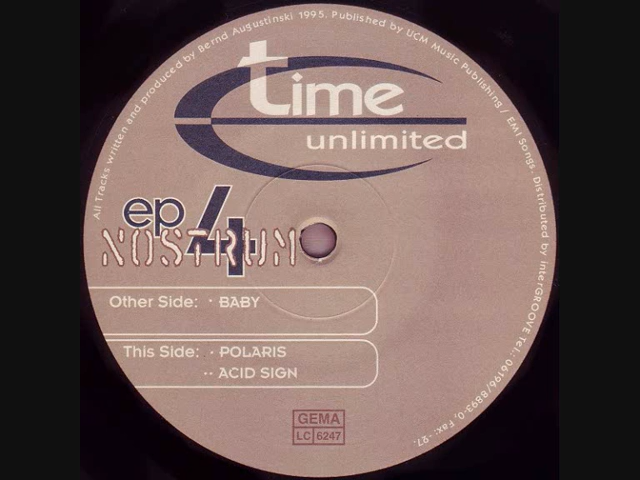 All Tracks written and produced by Bernd Augustinski 1995. Published by UCM Music Publishing / EMI Songs. Distributed by interGROOVE Tel.: 06196/8893-0, Fax:-97.
time
unlimited
ep 4
NOSTRUM
Other Side: · BABY
This Side: · POLARIS
·· ACID SIGN
GEMA
LC 6247